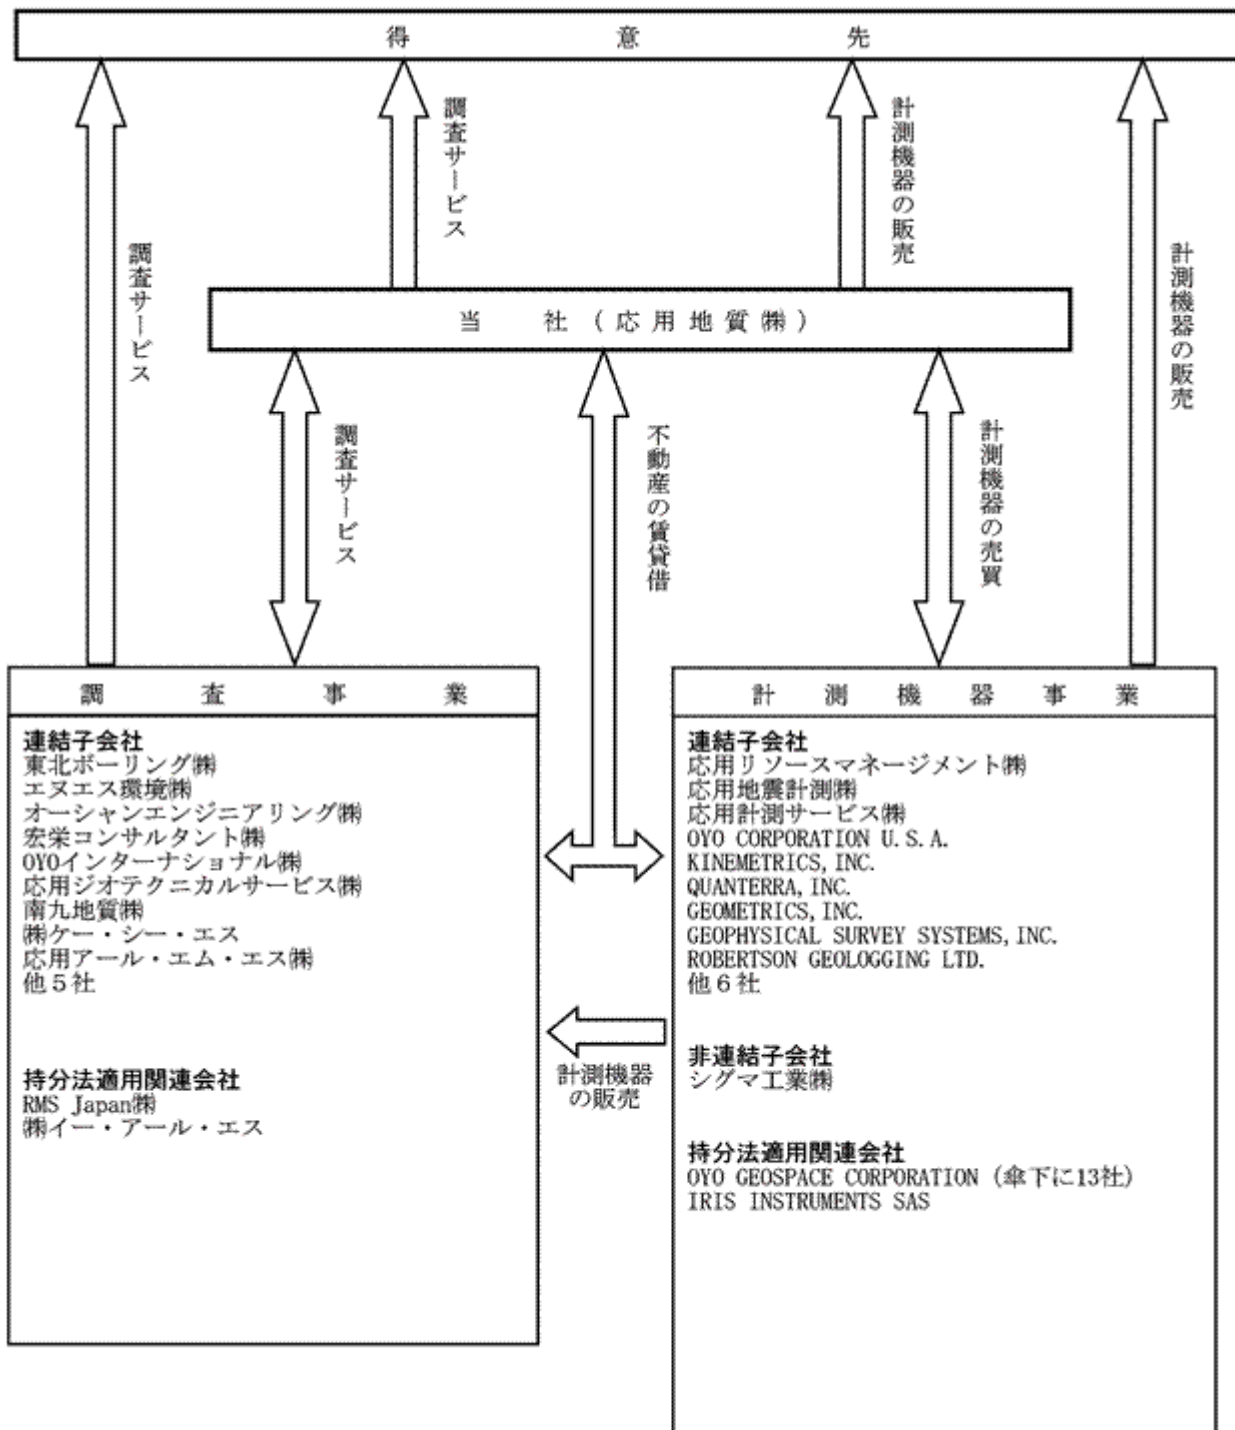 得意先
調査サービス
計測機器の販売
調査サービス
計測機器の販売
当社(応用地質㈱)
調査サービス
不動産の賃貸借
計測機器の売買
調査事業
連結子会社
東北ボーリング㈱
エヌエス環境㈱
オーシャンエンジニアリング㈱
宏栄コンサルタント㈱
OYOインターナショナル㈱
応用ジオテクニカルサービス㈱
南九地質㈱
㈱ケー・シー・エス
応用アール・エム・エス㈱
他5社
持分法適用関連会社
RMS Japan㈱
㈱イー・アール・エス
計測機器
の販売
計測機器事業
連結子会社
応用リソースマネージメント㈱
応用地震計測㈱
応用計測サービス㈱
OYO CORPORATION U.S.A.
KINEMETRICS,INC.
QUANTERRA,INC.
GEOMETRICS,INC.
GEOPHYSICAL SURVEY SYSTEMS,INC.
ROBERTSON GEOLOGGING LTD.
他6社
非連結子会社
シグマ工業㈱
持分法適用関連会社
OYO GEOSPACE CORPORATION (傘下に13社)
IRIS INSTRUMENTS SAS